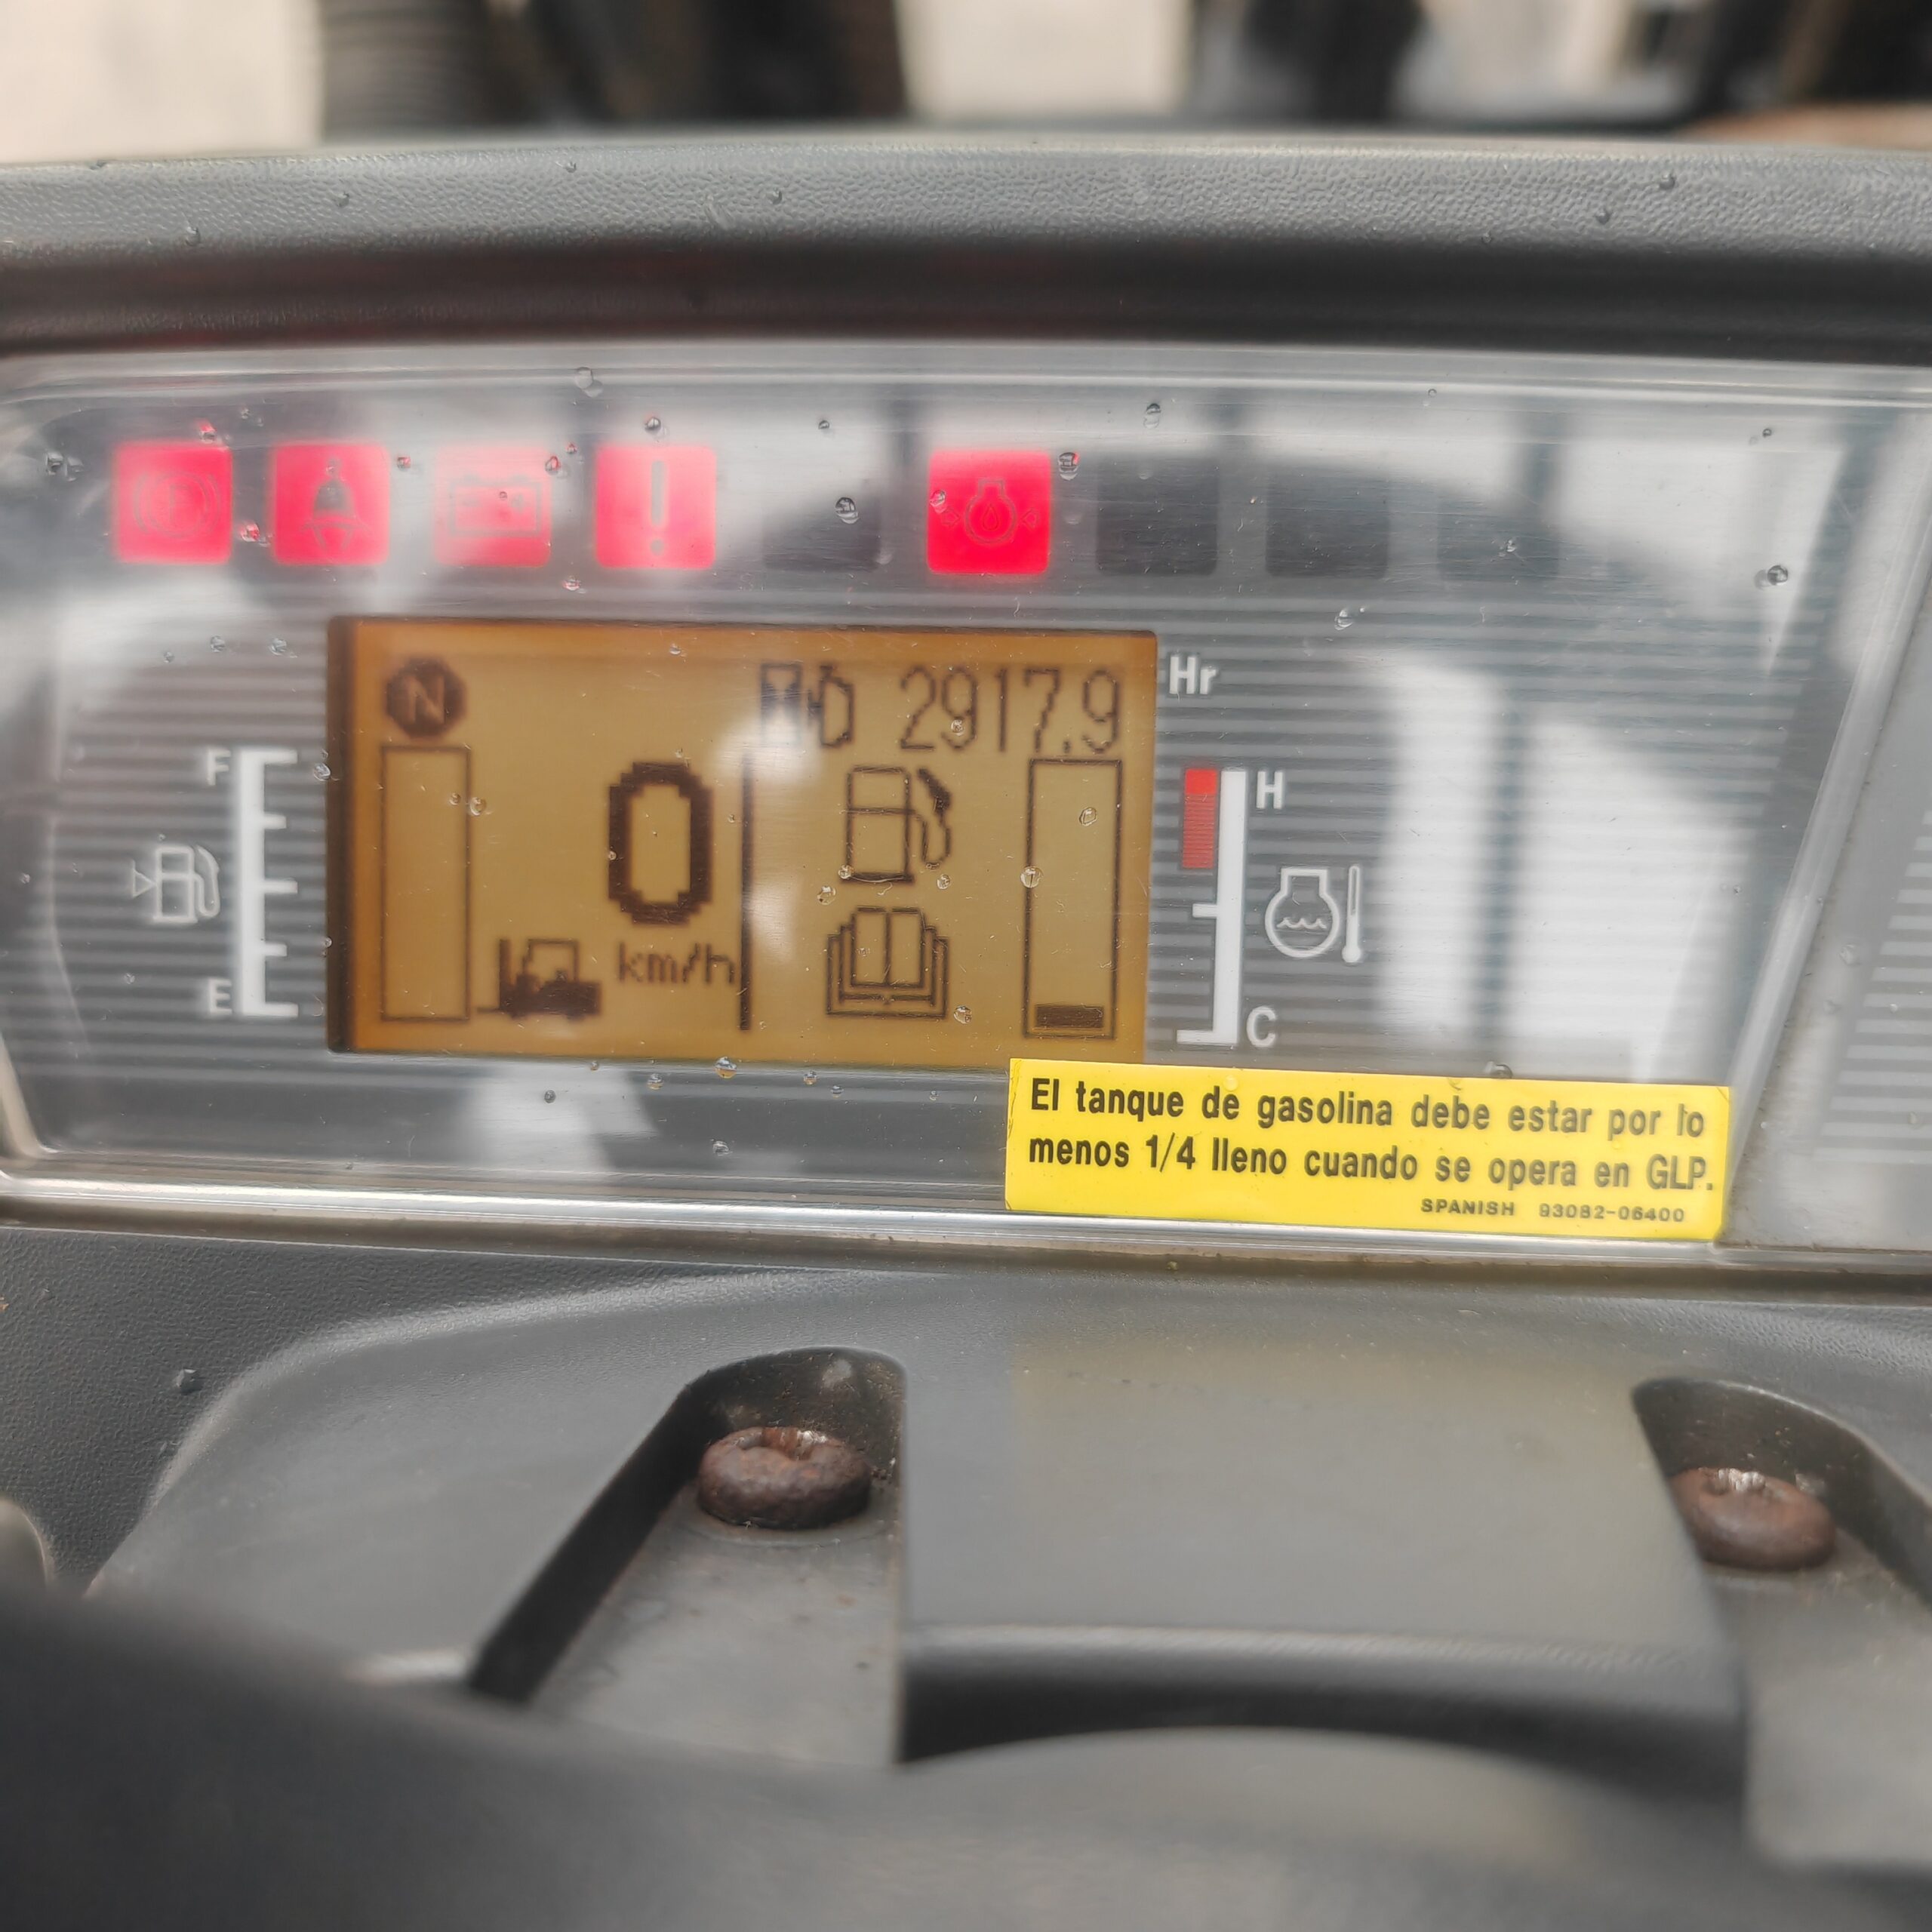 P
!
N
2917.9
Hr
F
0
H
km/h
E
C
El tanque de gasolina debe estar por lo
menos 1/4 lleno cuando se opera en GLP.
SPANISH 93082-06400